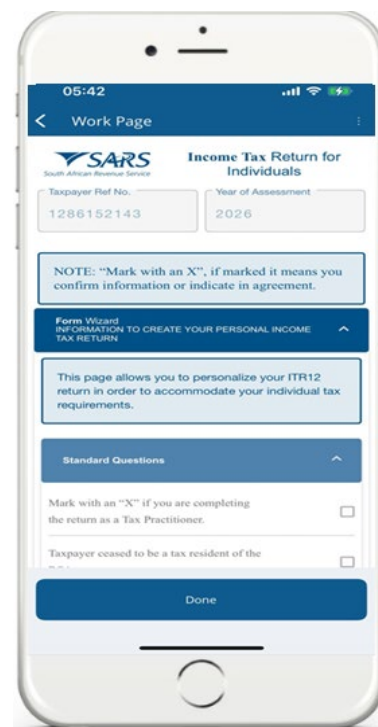 05:42
Work Page
SARS
South African Revenue Service
Income Tax Return for
Individuals
Taxpayer Ref No.
1286152143
Year of Assessment
2026
NOTE: “Mark with an X”, if marked it means you
confirm information or indicate in agreement.
Form Wizard
INFORMATION TO CREATE YOUR PERSONAL INCOME
TAX RETURN
This page allows you to personalize your ITR12
return in order to accommodate your individual tax
requirements.
Standard Questions
Mark with an “X” if you are completing
the return as a Tax Practitioner.
Taxpayer ceased to be a tax resident of the
Done